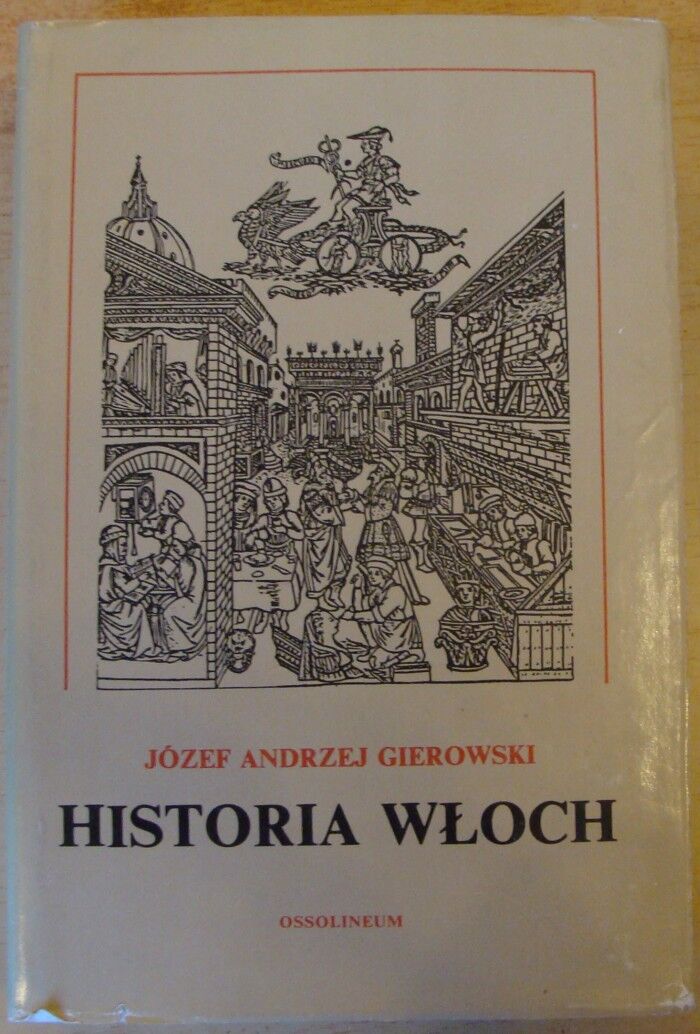 JÓZEF ANDRZEJ GIEROWSKI
HISTORIA WŁOCH
OSSOLINEUM